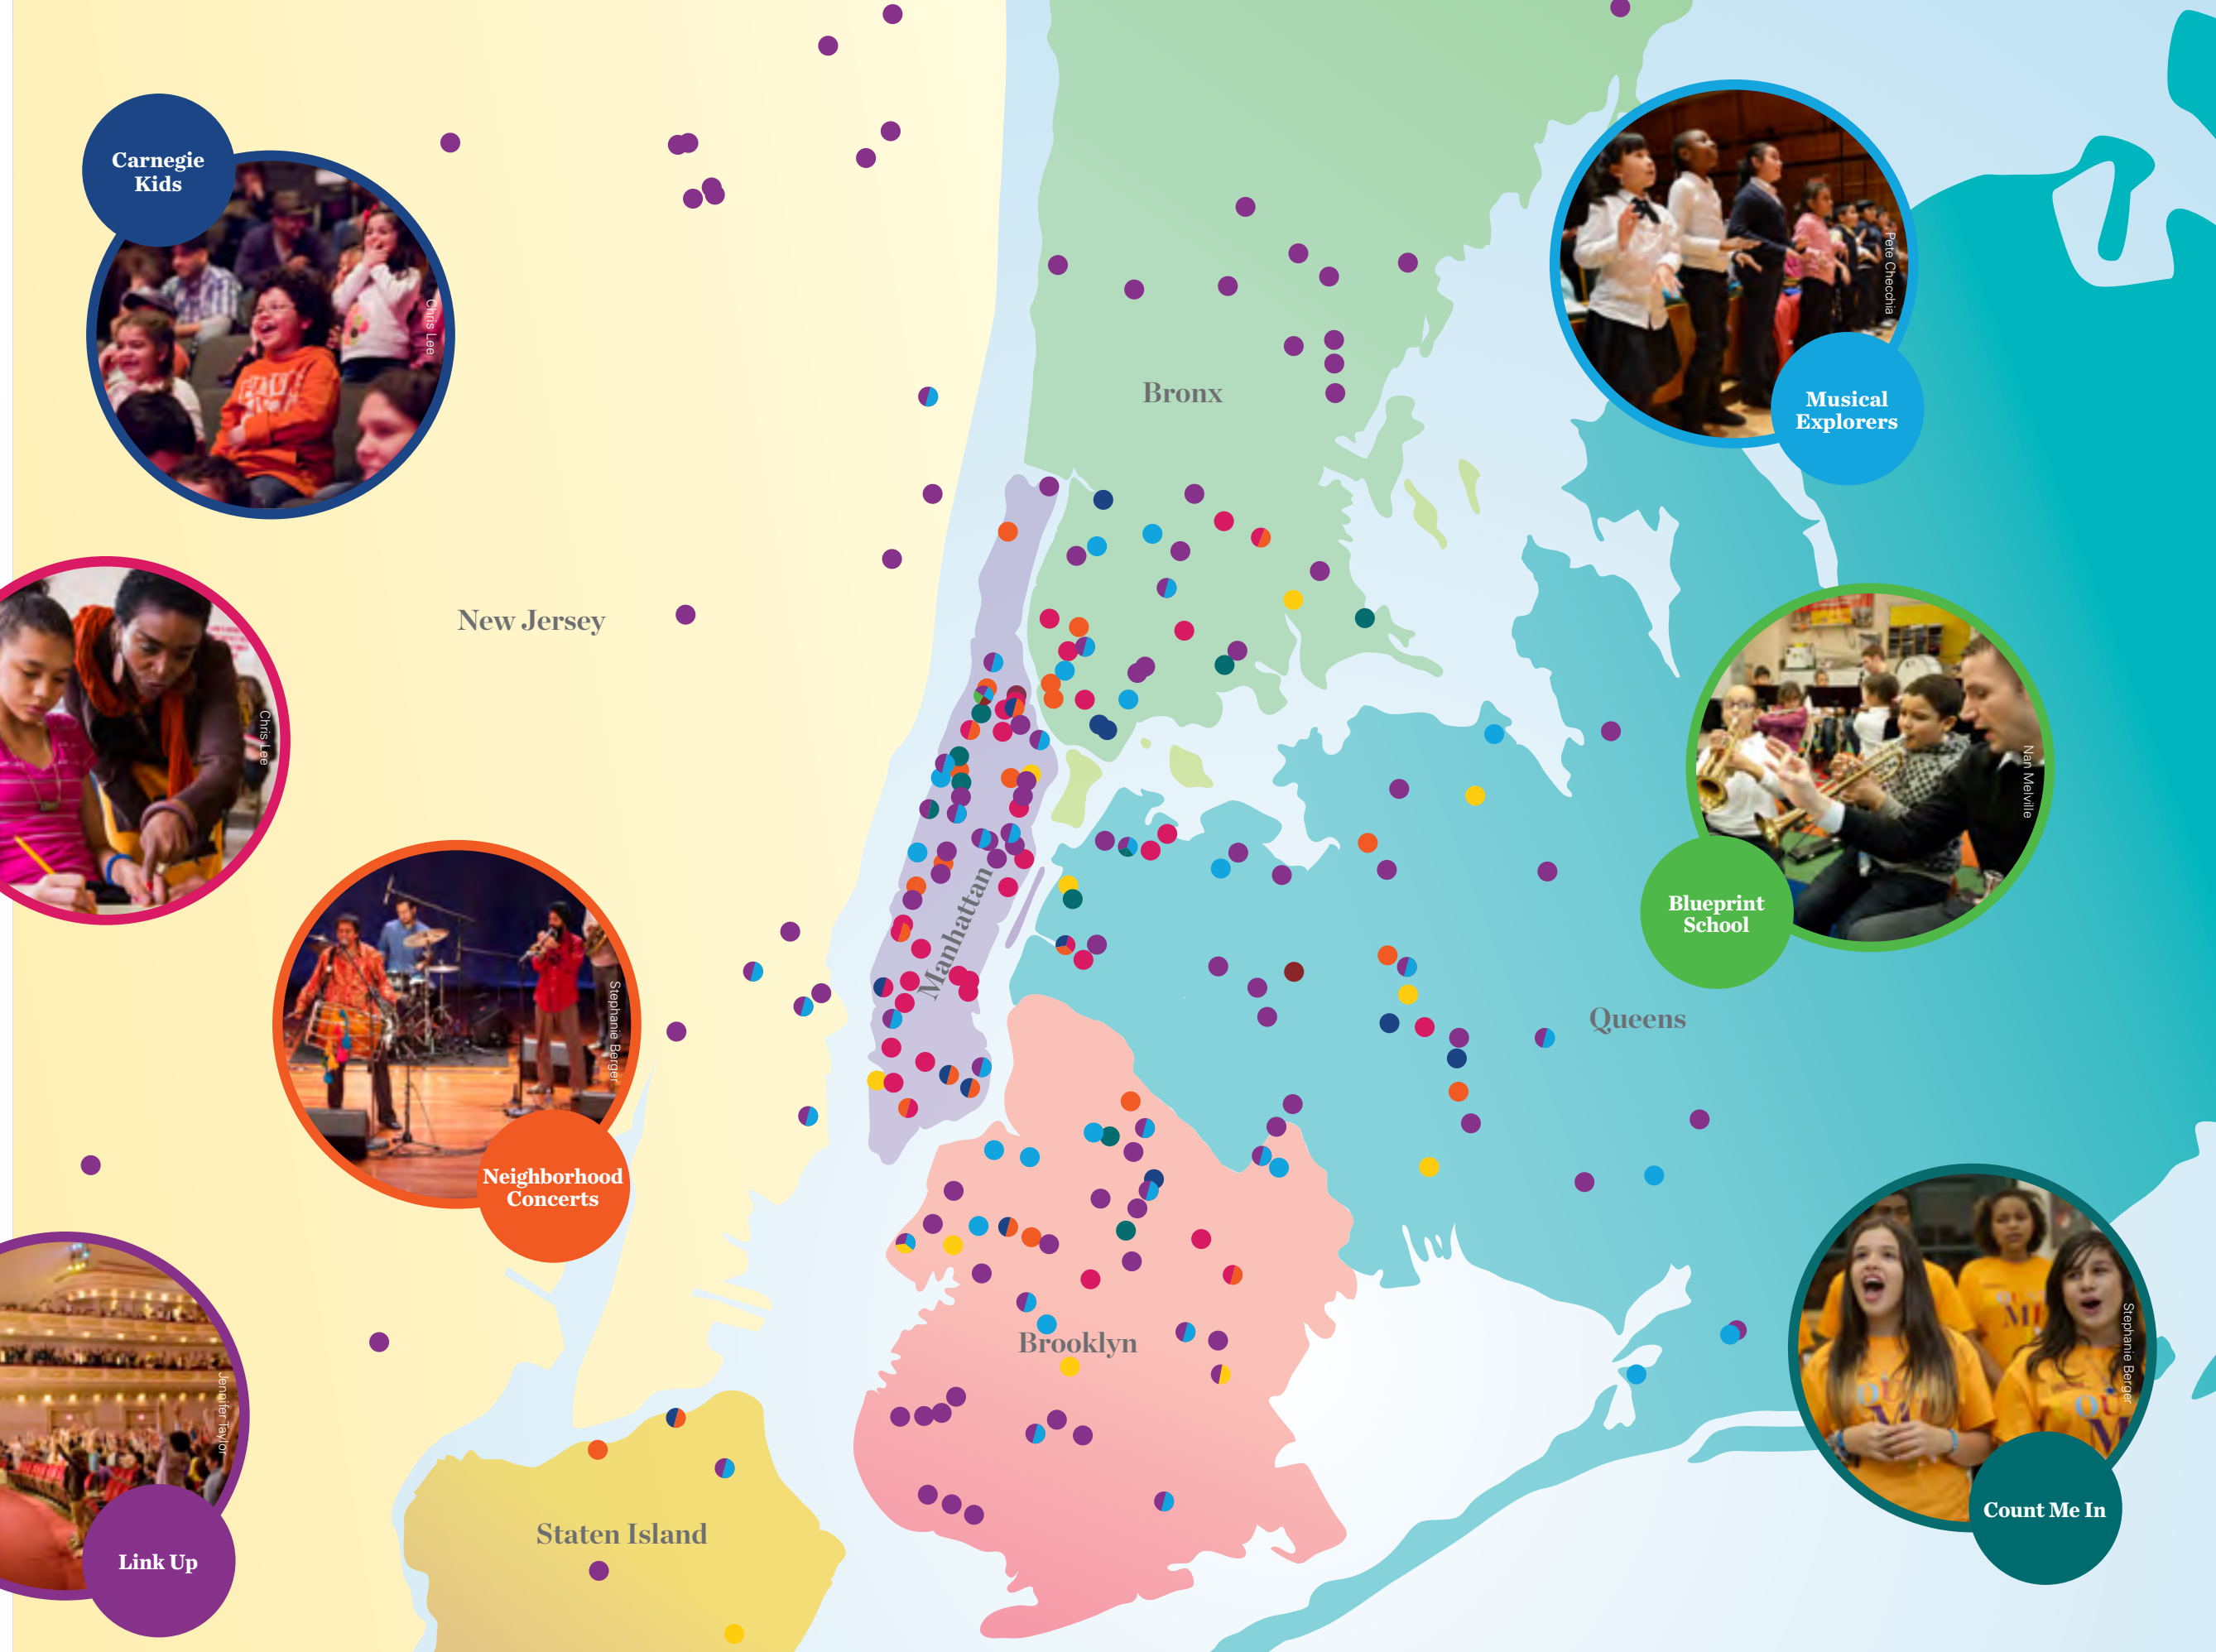 Carnegie
Kids
Chris Lee
Pete Checchia
Musical
Explorers
Bronx
New Jersey
Chris Lee
Nan Melville
Blueprint
School
Manhattan
Stephanie Berger
Neighborhood
Concerts
Queens
Jennifer Taylor
Link Up
Brooklyn
Staten Island
Stephanie Berger
Count Me In